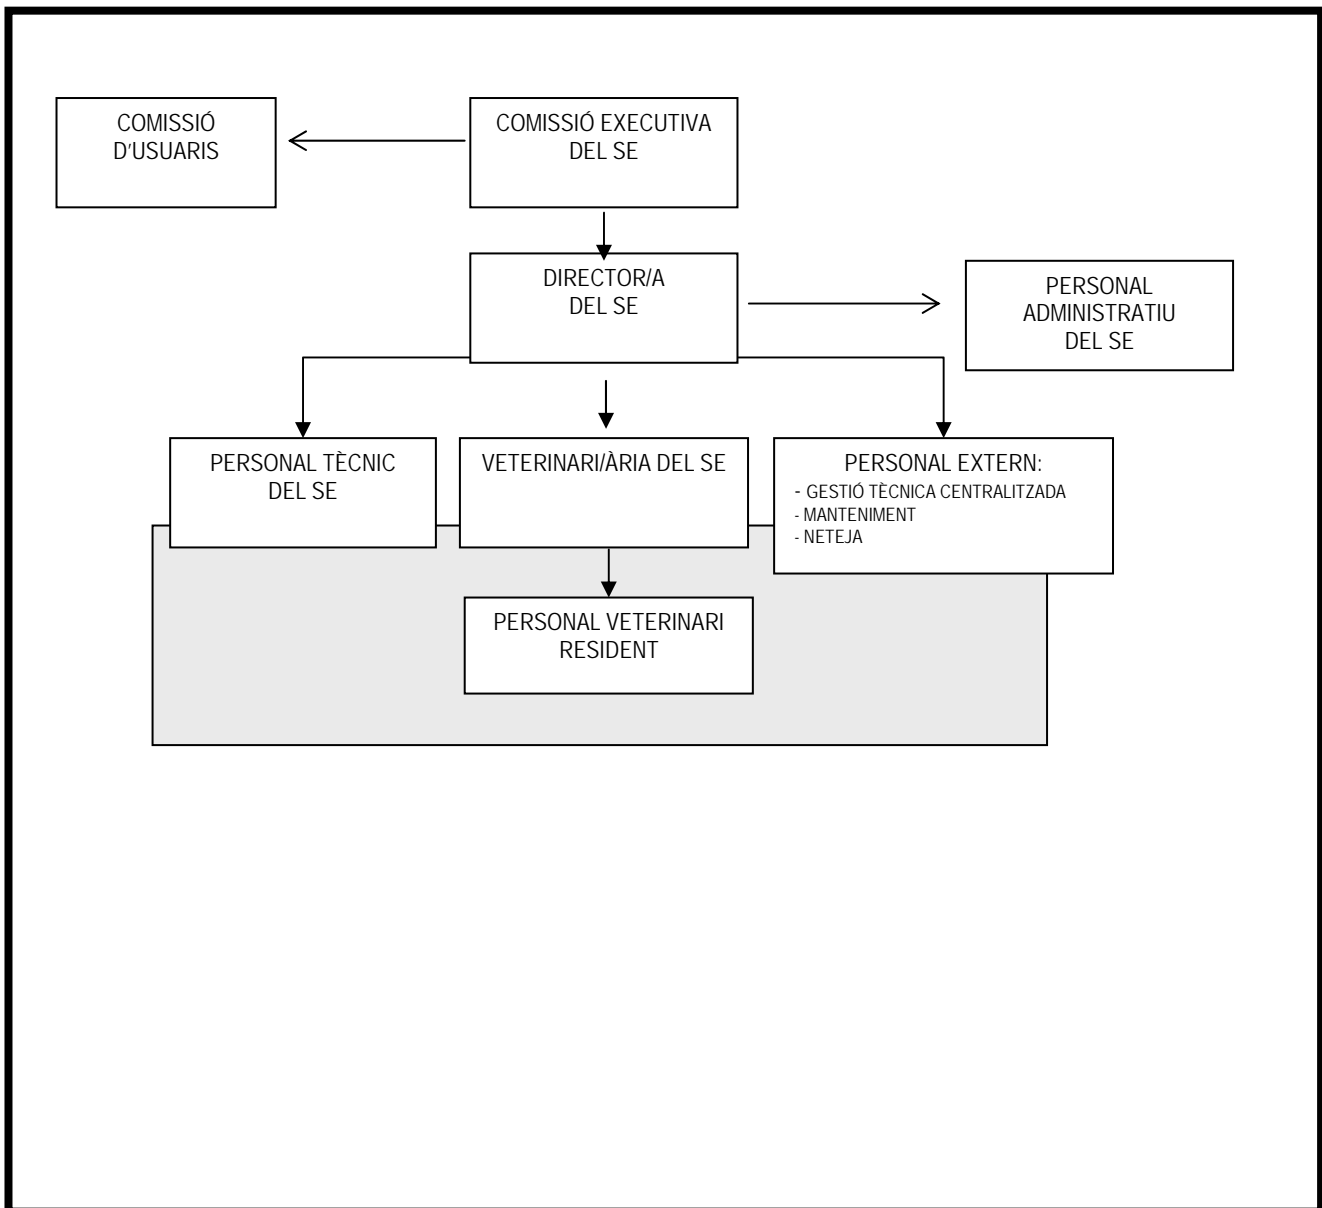 COMISSIÓ
D'USUARIS
COMISSIÓ EXECUTIVA
DEL SE
DIRECTOR/A
DEL SE
PERSONAL
ADMINISTRATIU
DEL SE
PERSONAL TÈCNIC
DEL SE
VETERINARI/ÀRIA DEL SE
PERSONAL EXTERN:
- GESTIÓ TÈCNICA CENTRALITZADA
- MANTENIMENT
- NETEJA
PERSONAL VETERINARI
RESIDENT